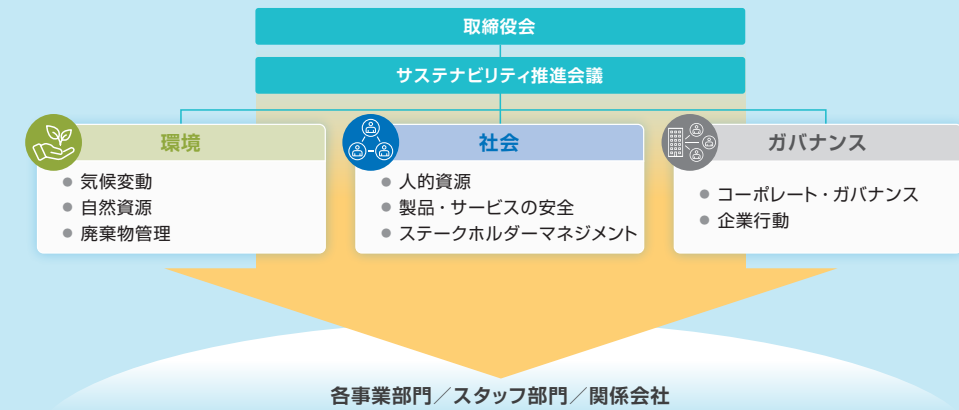 取締役会
サステナビリティ推進会議
環境
気候変動
自然資源
廃棄物管理
社会
人的資源
製品・サービスの安全
ステークホルダーマネジメント
ガバナンス
コーポレート・ガバナンス
企業行動
各事業部門／スタッフ部門／関係会社